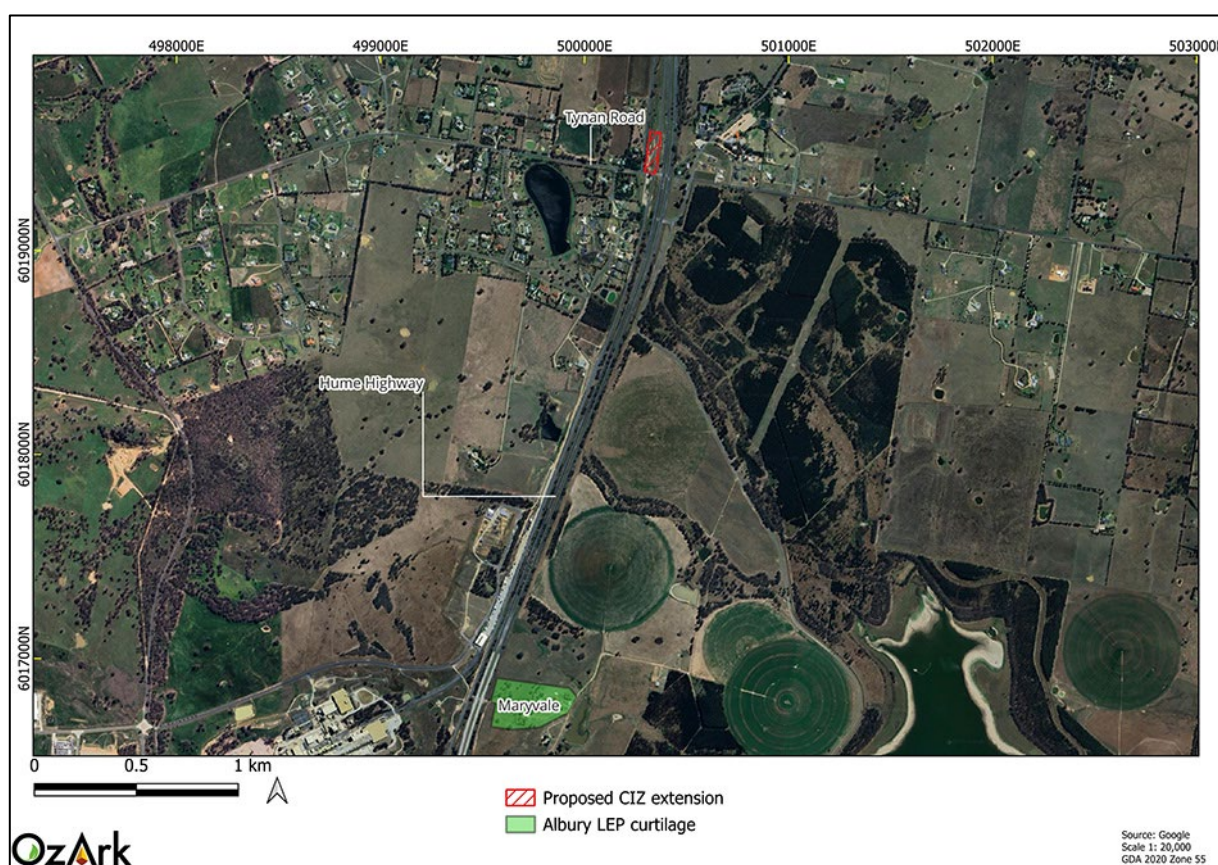 498000E 499000E 500000E 501000E 502000E 503000E
Tynan Road
6019000N
Hume Highway
6018000N
6017000N
Maryvale
0 0.5 1 km
Proposed CIZ extension
Albury LEP curtilage
OzArk
Source: Google
Scale 1: 20,000
GDA 2020 Zone 55